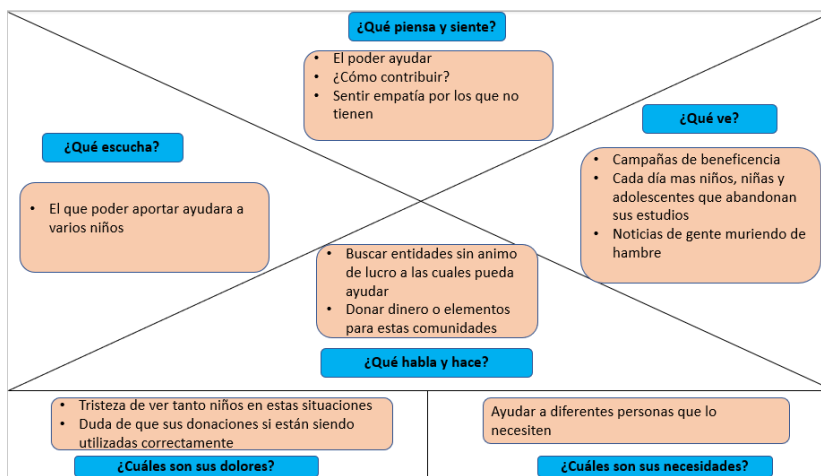 ¿Qué piensa y siente?
• El poder ayudar
• ¿Cómo contribuir?
• Sentir empatía por los que no
tienen
¿Qué escucha?
• El que poder aportar ayudara a
varios niños
¿Qué ve?
• Campañas de beneficencia
• Cada día mas niños, niñas y
adolescentes que abandonan
sus estudios
• Noticias de gente muriendo de
hambre
• Buscar entidades sin animo
de lucro a las cuales pueda
ayudar
• Donar dinero o elementos
para estas comunidades
¿Qué habla y hace?
• Tristeza de ver tanto niños en estas situaciones
• Duda de que sus donaciones si están siendo
utilizadas correctamente
¿Cuáles son sus dolores?
Ayudar a diferentes personas que lo
necesiten
¿Cuáles son sus necesidades?